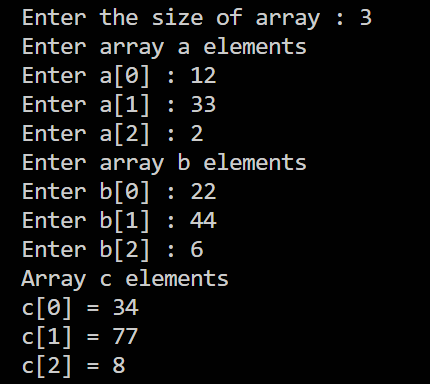 Enter the size of array : 3
Enter array a elements
Enter a[0] : 12
Enter a[1] : 33
Enter a[2] : 2
Enter array b elements
Enter b[0] : 22
Enter b[1] : 44
Enter b[2] : 6
Array c elements
c[0] = 34
c[1] = 77
c[2] = 8